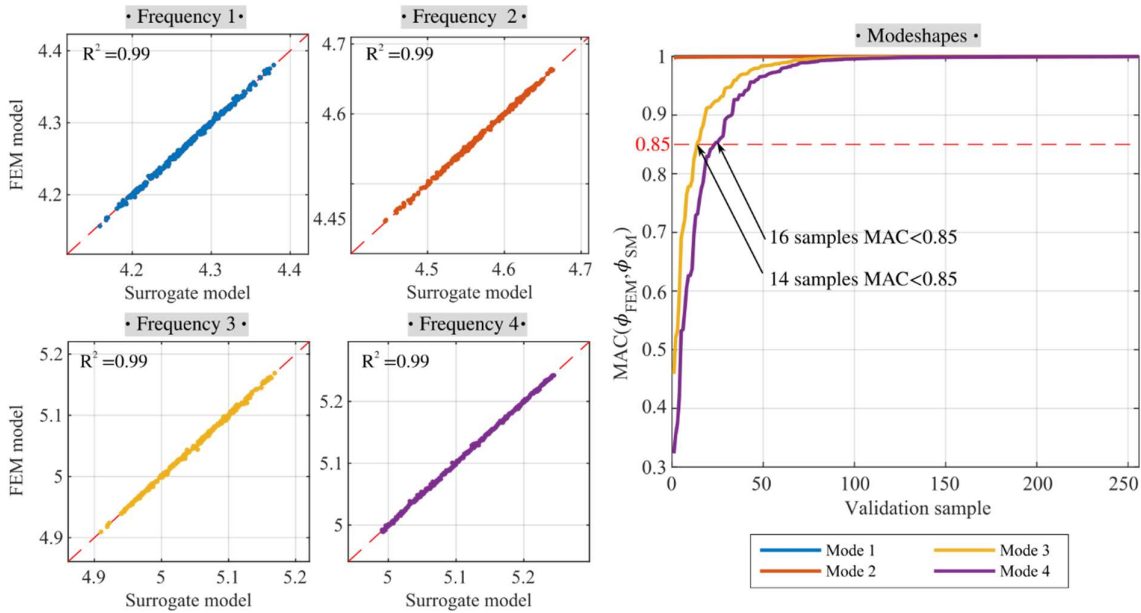 • Frequency 1•
R² =0.99
4.4
4.3
4.2
FEM model
4.2
4.3
4.4
Surrogate model
• Frequency 2•
R² =0.99
4.7
4.6
4.45
4.5
4.6
4.7
Surrogate model
• Frequency 3•
R² =0.99
5.2
5.1
5
4.9
FEM model
4.9
5
5.1
5.2
Surrogate model
• Frequency 4•
R² =0.99
5.2
5.1
5
5
5.1
5.2
Surrogate model
• Modeshapes •
1
0.9
0.85
0.8
0.7
0.6
0.5
0.4
0.3
MAC(ϕFEM,ϕSM)
16 samples MAC<0.85
14 samples MAC<0.85
0
50
100
150
200
250
Validation sample
Mode 1
Mode 3
Mode 2
Mode 4